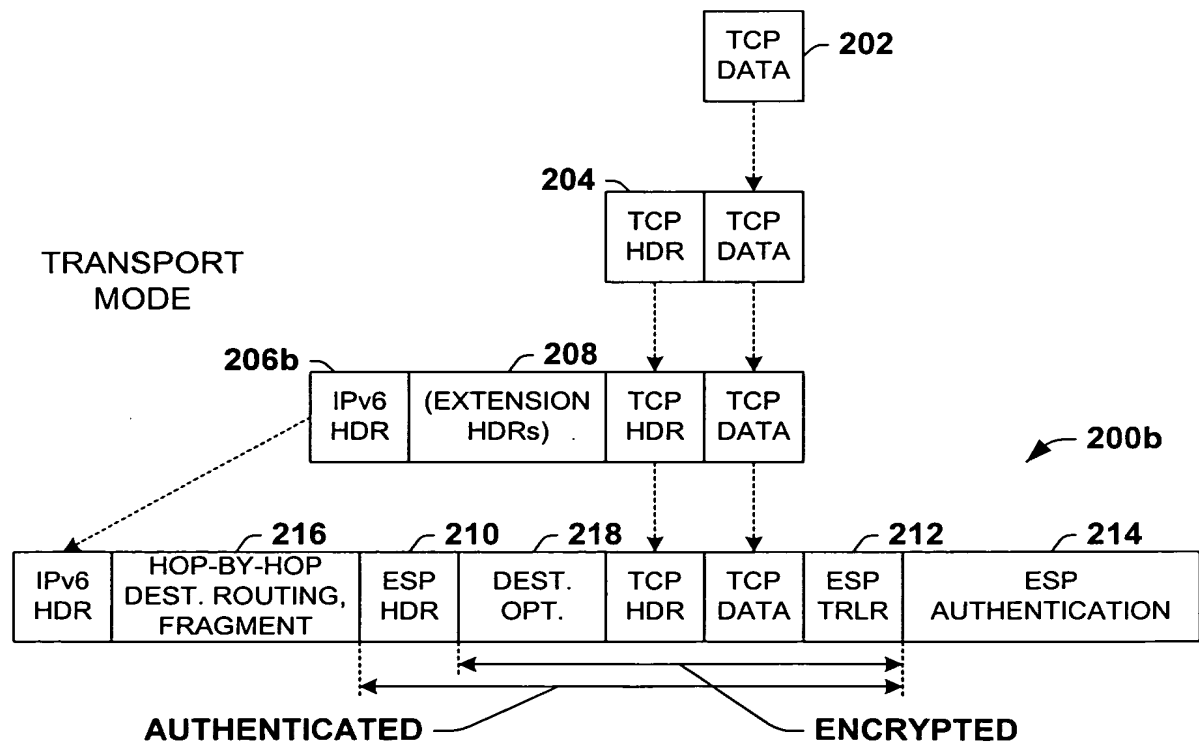 TCP
DATA
202
204
TCP
HDR
TCP
DATA
TRANSPORT
MODE
206b
208
IPv6
HDR
(EXTENSION
HDRs)
TCP
HDR
TCP
DATA
200b
216
210
218
212
214
IPv6
HDR
HOP-BY-HOP
DEST. ROUTING,
FRAGMENT
ESP
HDR
DEST.
OPT.
TCP
HDR
TCP
DATA
ESP
TRLR
ESP
AUTHENTICATION
AUTHENTICATED
ENCRYPTED